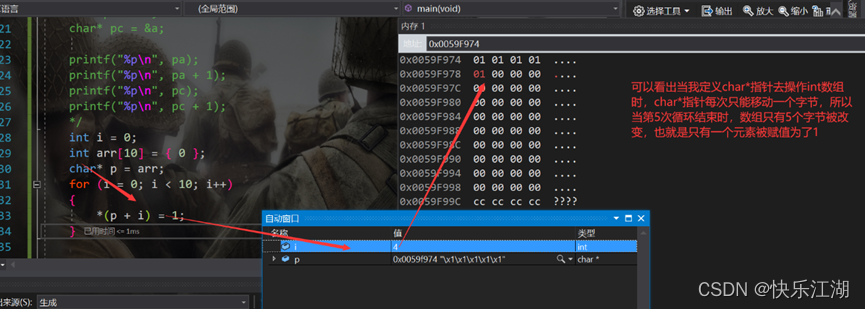 语言
(全局范围)
main(void)
选择工具
输出
放大
缩小
21
char* pc = &a;
22
23
printf("%p\n", pa);
24
printf("%p\n", pa + 1);
25
printf("%p\n", pc);
26
printf("%p\n", pc + 1);
27
*/
28
int i = 0;
29
int arr[10] = { 0 };
30
char* p = arr;
31
for (i = 0; i < 10; i++)
32
{
33
*(p + i) = 1;
34
} 已用时间 <= 1ms
35
内存 1
0x0059F974
0x0059F974 01 01 01 01 ....
0x0059F978 01 00 00 00 ....
0x0059F97C 00 00 00 00 ....
0x0059F980 00 00 00 00 ....
0x0059F984 00 00 00 00 ....
0x0059F988 00 00 00 00 ....
0x0059F98C 00 00 00 00 ....
0x0059F990 00 00 00 00 ....
0x0059F994 00 00 00 00 ....
0x0059F998 00 00 00 00 ....
0x0059F99C cc cc cc cc ????
可以看出当我定义char*指针去操作int数组
时，char*指针每次只能移动一个字节，所以
当第5次循环结束时，数组只有5个字节被改
变，也就是只有一个元素被赋值为了1
自动窗口
名称 值 类型
i 4 int
p 0x0059f974 "\x1\x1\x1\x1\x1" char *
出来源(S): 生成
CSDN @快乐江湖